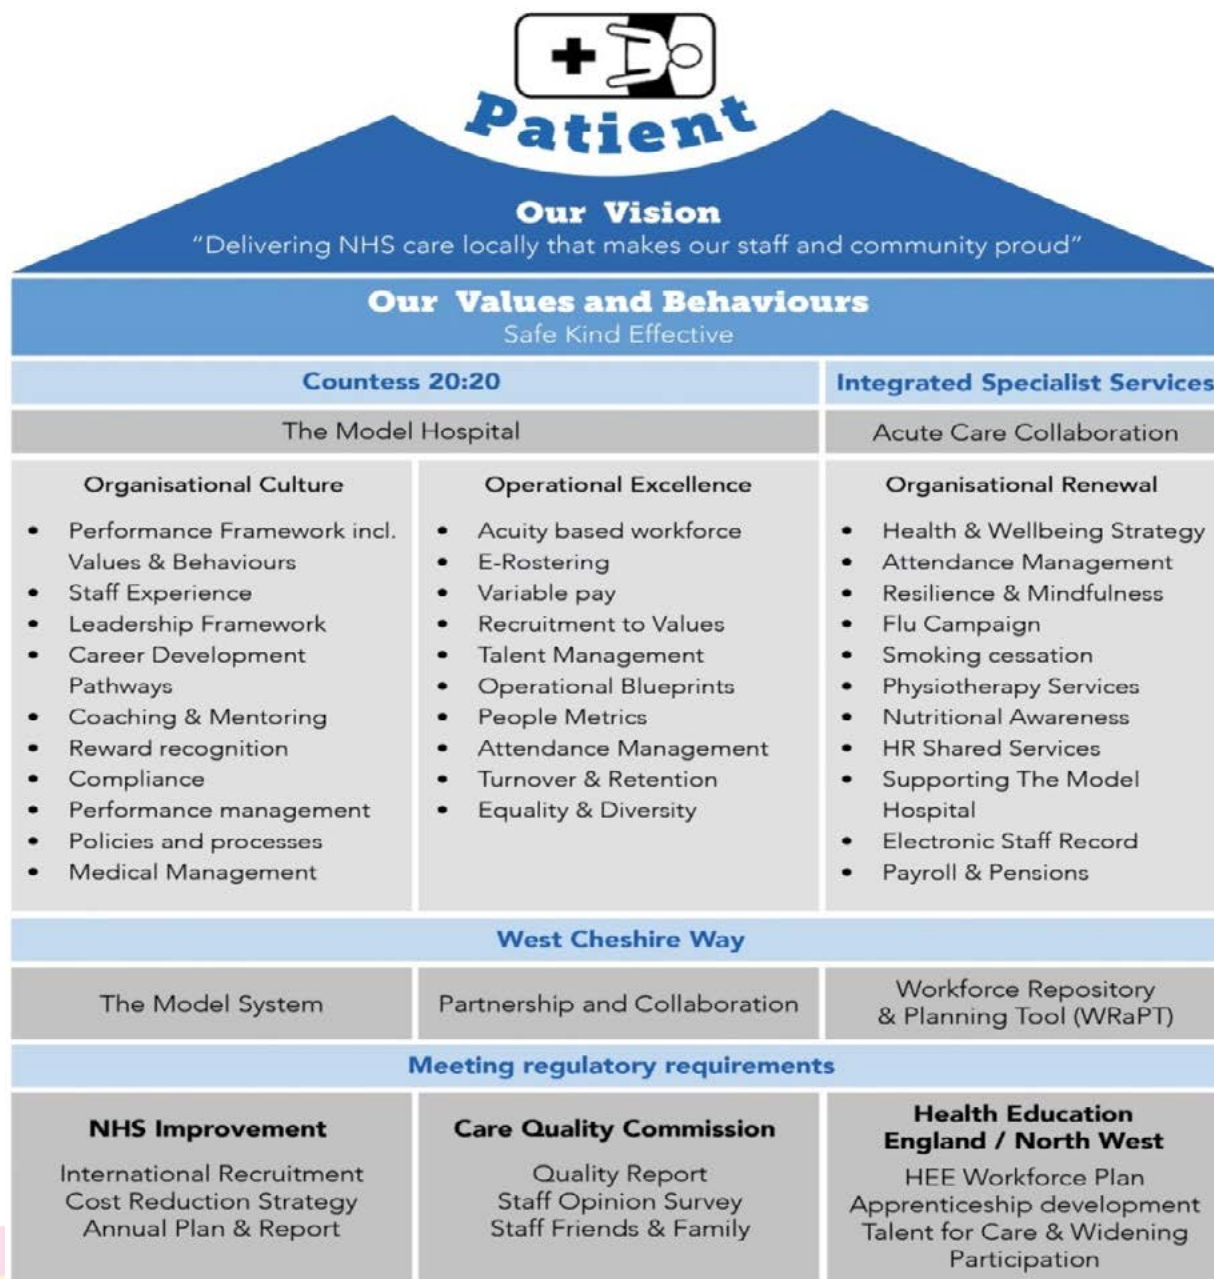 Patient
Our Vision
“Delivering NHS care locally that makes our staff and community proud”
Our Values and Behaviours
Safe Kind Effective
Countess 20:20
Integrated Specialist Services
The Model Hospital
Acute Care Collaboration
Organisational Culture
• Performance Framework incl.
Values & Behaviours
• Staff Experience
• Leadership Framework
• Career Development
Pathways
• Coaching & Mentoring
• Reward recognition
• Compliance
• Performance management
• Policies and processes
• Medical Management
Operational Excellence
• Acuity based workforce
• E-Rostering
• Variable pay
• Recruitment to Values
• Talent Management
• Operational Blueprints
• People Metrics
• Attendance Management
• Turnover & Retention
• Equality & Diversity
Organisational Renewal
• Health & Wellbeing Strategy
• Attendance Management
• Resilience & Mindfulness
• Flu Campaign
• Smoking cessation
• Physiotherapy Services
• Nutritional Awareness
• HR Shared Services
• Supporting The Model
Hospital
• Electronic Staff Record
• Payroll & Pensions
West Cheshire Way
The Model System
Partnership and Collaboration
Workforce Repository
& Planning Tool (WRaPT)
Meeting regulatory requirements
NHS Improvement
International Recruitment
Cost Reduction Strategy
Annual Plan & Report
Care Quality Commission
Quality Report
Staff Opinion Survey
Staff Friends & Family
Health Education
England / North West
HEE Workforce Plan
Apprenticeship development
Talent for Care & Widening
Participation